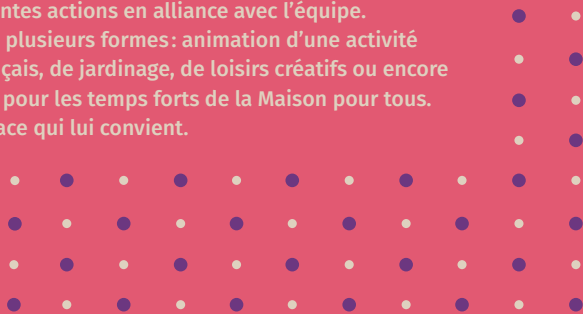 ntes actions en alliance avec l’équipe.
plusieurs formes : animation d’une activité
çais, de jardinage, de loisirs créatifs ou encore
pour les temps forts de la Maison pour tous.
ace qui lui convient.